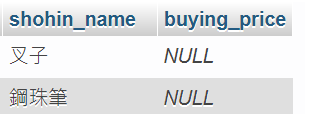 shohin_name buying_price
叉子 NULL
鋼珠筆 NULL